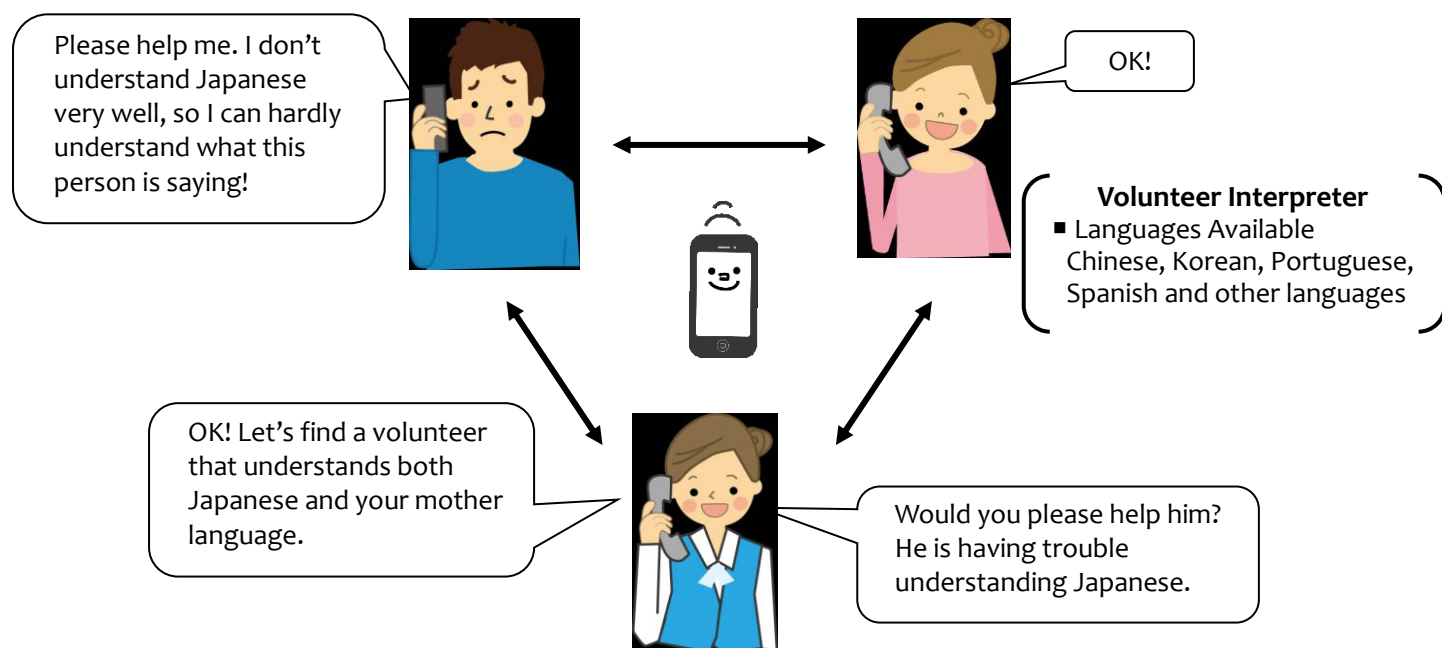 Please help me. I don’t
understand Japanese
very well, so I can hardly
understand what this
person is saying!
OK!
Volunteer Interpreter
▪ Languages Available
Chinese, Korean, Portuguese,
Spanish and other languages
OK! Let’s find a volunteer
that understands both
Japanese and your mother
language.
Would you please help him?
He is having trouble
understanding Japanese.